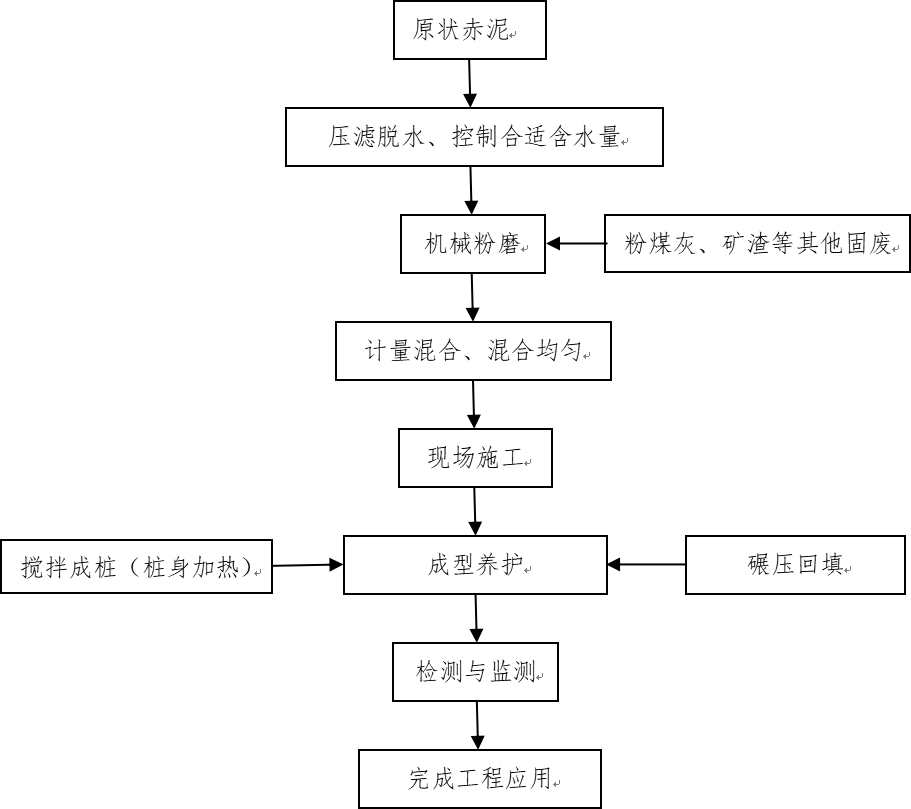 原状赤泥
压滤脱水、控制合适含水量
机械粉磨
粉煤灰、矿渣等其他固废
计量混合、混合均匀
现场施工
搅拌成桩（桩身加热）
成型养护
碾压回填
检测与监测
完成工程应用